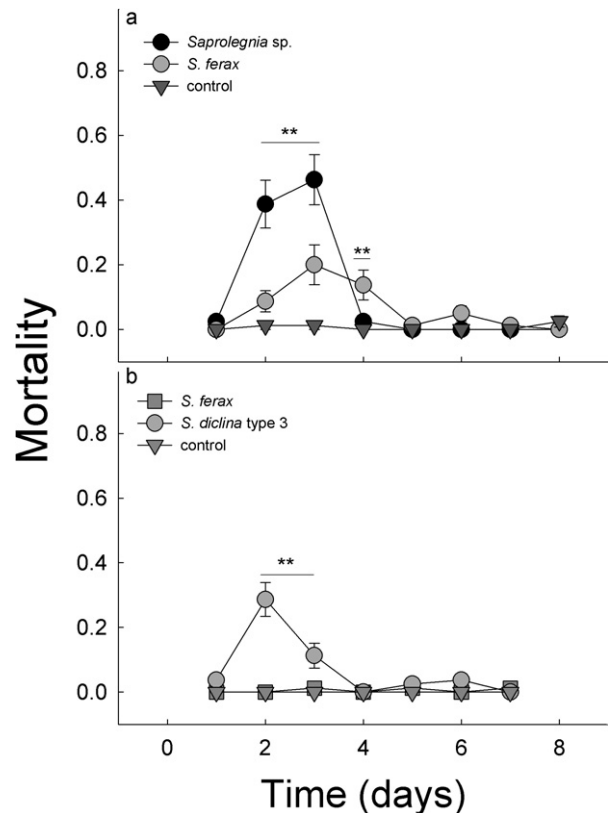 a
Saprolegnia sp.
S. ferax
control
0.8
0.6
0.4
0.2
0.0
**
**
b
S. ferax
S. diclina type 3
control
0.8
0.6
0.4
0.2
0.0
**
Mortality
0 2 4 6 8
Time (days)